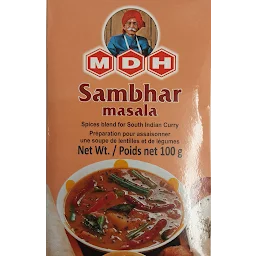 MDH
Sambhar
masala
Spices blend for South Indian Curry
Préparation pour assaisonner
une soupe de lentilles et de légumes
Net Wt. / Poids net 100 g